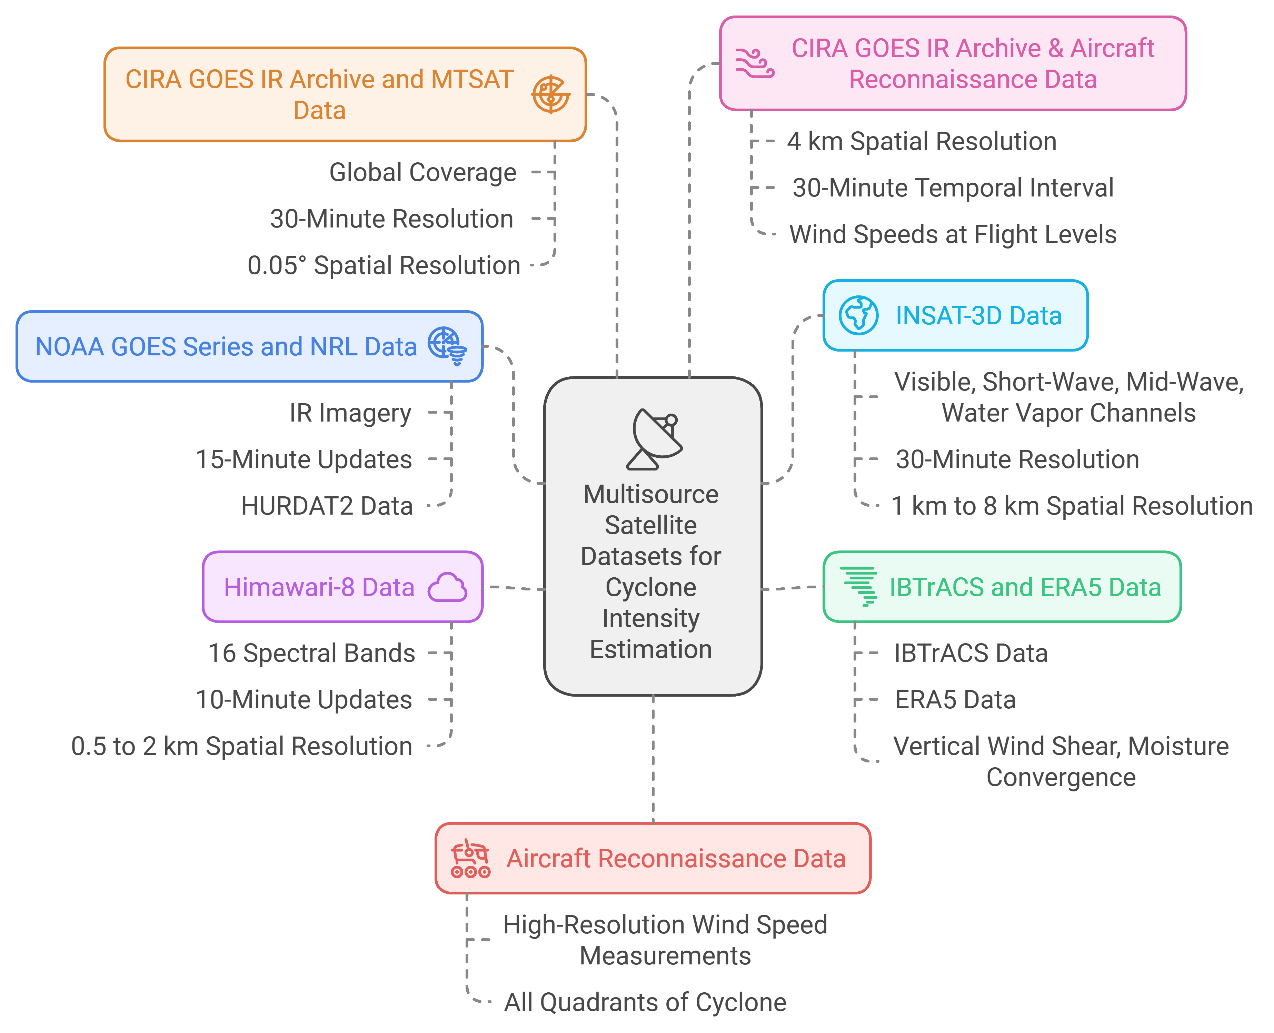 CIRA GOES IR Archive and MTSAT
Data
Global Coverage
30-Minute Resolution
0.05° Spatial Resolution
CIRA GOES IR Archive & Aircraft
Reconnaissance Data
4 km Spatial Resolution
30-Minute Temporal Interval
Wind Speeds at Flight Levels
NOAA GOES Series and NRL Data
IR Imagery
15-Minute Updates
HURDAT2 Data
INSAT-3D Data
Visible, Short-Wave, Mid-Wave,
Water Vapor Channels
30-Minute Resolution
1 km to 8 km Spatial Resolution
Multisource
Satellite
Datasets for
Cyclone
Intensity
Estimation
Himawari-8 Data
16 Spectral Bands
10-Minute Updates
0.5 to 2 km Spatial Resolution
IBTrACS and ERA5 Data
IBTrACS Data
ERA5 Data
Vertical Wind Shear, Moisture
Convergence
Aircraft Reconnaissance Data
High-Resolution Wind Speed
Measurements
All Quadrants of Cyclone